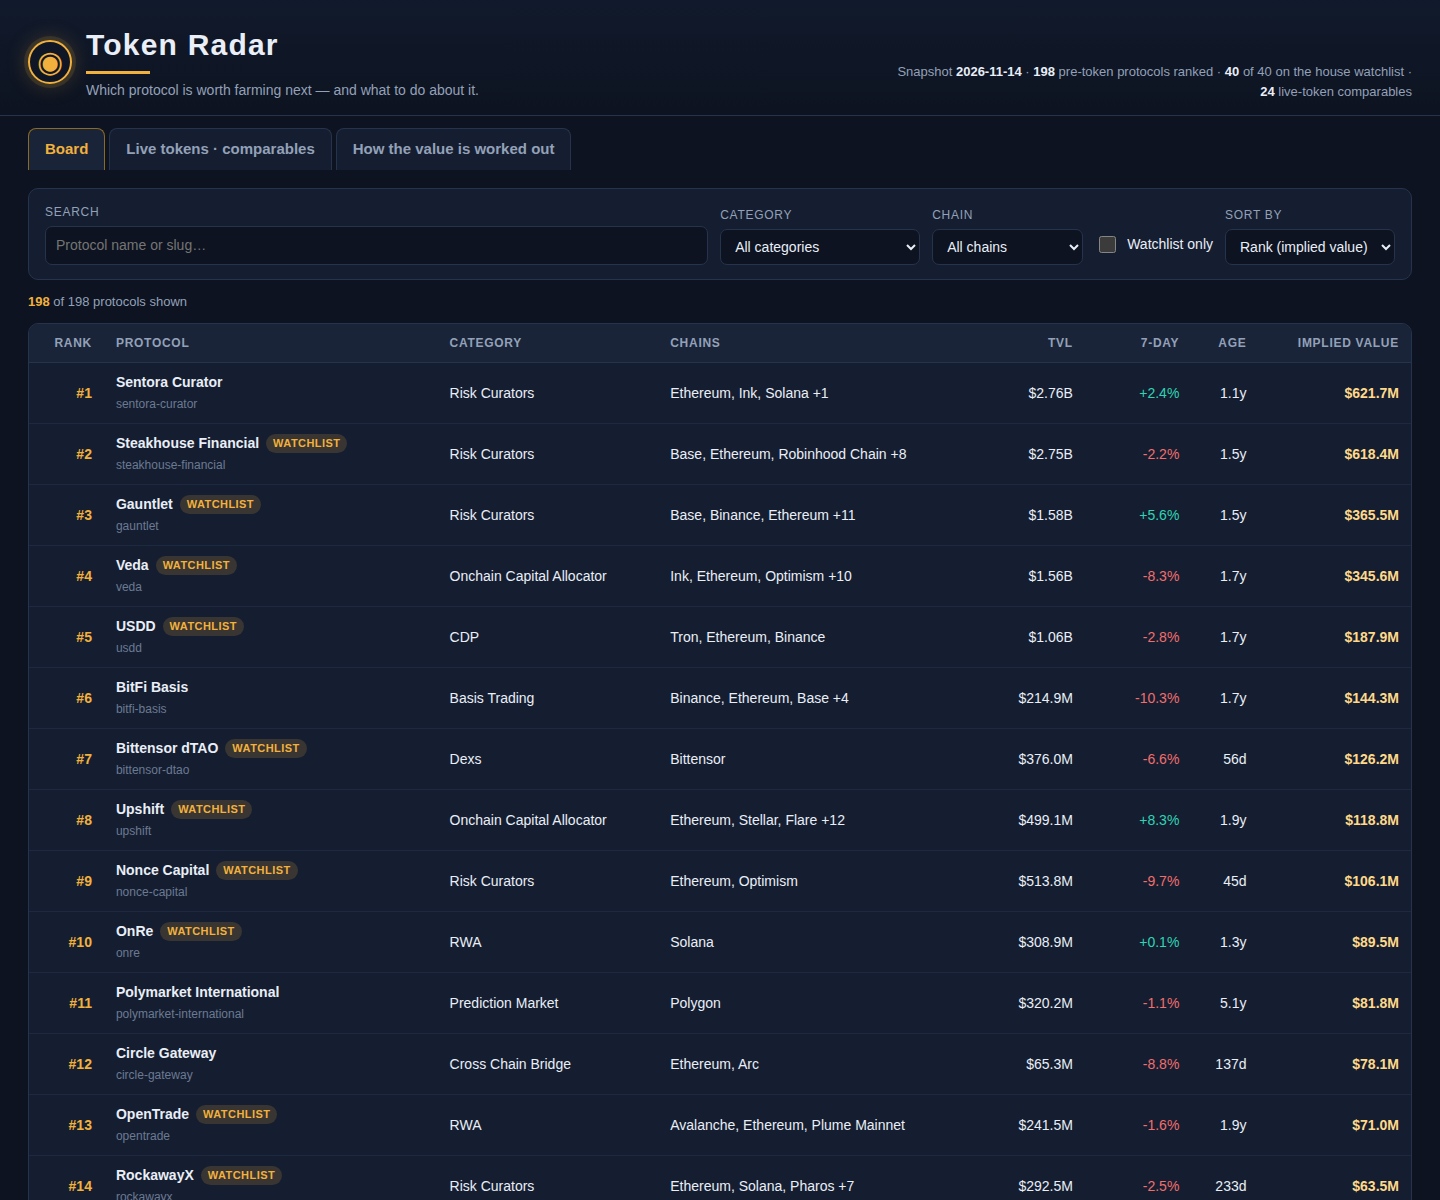 Token Radar
Which protocol is worth farming next — and what to do about it.
Snapshot 2026-11-14 · 198 pre-token protocols ranked · 40 of 40 on the house watchlist ·
24 live-token comparables
Board
Live tokens · comparables
How the value is worked out
SEARCH
Protocol name or slug…
CATEGORY
All categories
CHAIN
All chains
Watchlist only
SORT BY
Rank (implied value)
198 of 198 protocols shown
RANK PROTOCOL CATEGORY CHAINS TVL 7-DAY AGE IMPLIED VALUE
#1 Sentora Curator Risk Curators Ethereum, Ink, Solana +1 $2.76B +2.4% 1.1y $621.7M
sentora-curator
#2 Steakhouse Financial WATCHLIST Risk Curators Base, Ethereum, Robinhood Chain +8 $2.75B -2.2% 1.5y $618.4M
steakhouse-financial
#3 Gauntlet WATCHLIST Risk Curators Base, Binance, Ethereum +11 $1.58B +5.6% 1.5y $365.5M
gauntlet
#4 Veda WATCHLIST Onchain Capital Allocator Ink, Ethereum, Optimism +10 $1.56B -8.3% 1.7y $345.6M
veda
#5 USDD WATCHLIST CDP Tron, Ethereum, Binance $1.06B -2.8% 1.7y $187.9M
usdd
#6 BitFi Basis Basis Trading Binance, Ethereum, Base +4 $214.9M -10.3% 1.7y $144.3M
bitfi-basis
#7 Bittensor dTAO WATCHLIST Dexs Bittensor $376.0M -6.6% 56d $126.2M
bittensor-dtao
#8 Upshift WATCHLIST Onchain Capital Allocator Ethereum, Stellar, Flare +12 $499.1M +8.3% 1.9y $118.8M
upshift
#9 Nonce Capital WATCHLIST Risk Curators Ethereum, Optimism $513.8M -9.7% 45d $106.1M
nonce-capital
#10 OnRe WATCHLIST RWA Solana $308.9M +0.1% 1.3y $89.5M
onre
#11 Polymarket International Prediction Market Polygon $320.2M -1.1% 5.1y $81.8M
polymarket-international
#12 Circle Gateway Cross Chain Bridge Ethereum, Arc $65.3M -8.8% 137d $78.1M
circle-gateway
#13 OpenTrade WATCHLIST RWA Avalanche, Ethereum, Plume Mainnet $241.5M -1.6% 1.9y $71.0M
opentrade
#14 RockawayX WATCHLIST Risk Curators Ethereum, Solana, Pharos +7 $292.5M -2.5% 233d $63.5M
rockawayx